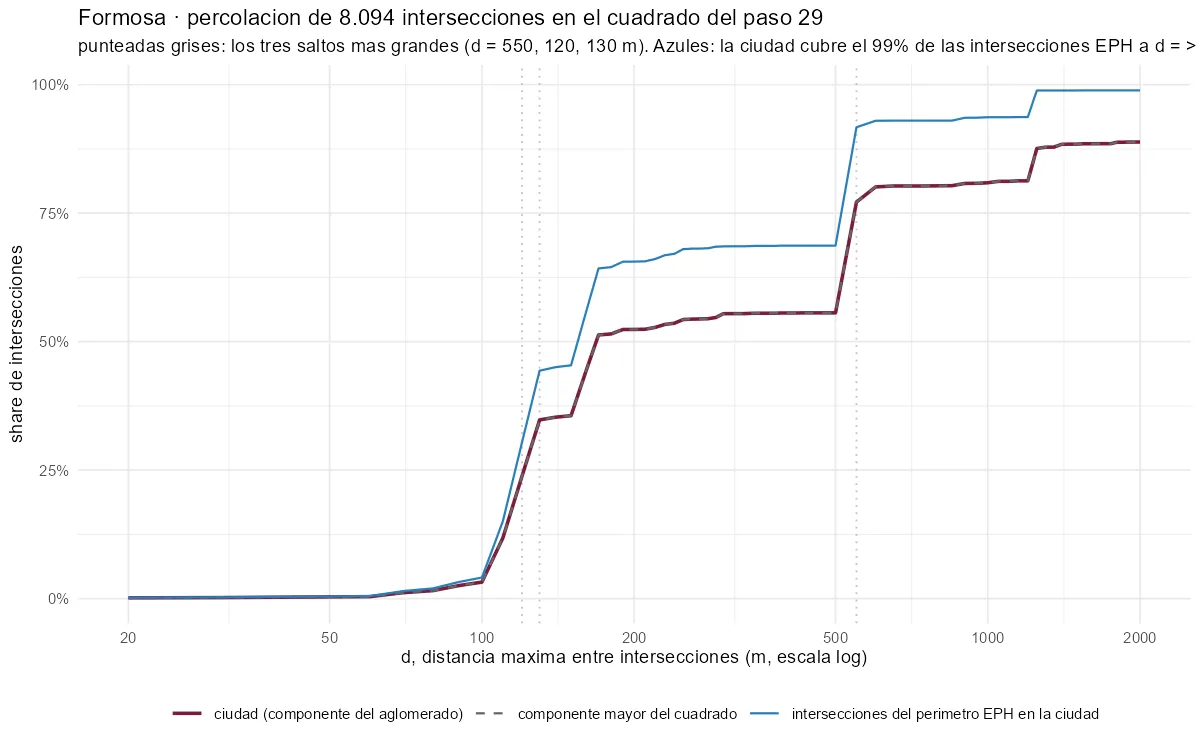 Formosa · percolacion de 8.094 intersecciones en el cuadrado del paso 29
punteadas grises: los tres saltos mas grandes (d = 550, 120, 130 m). Azules: la ciudad cubre el 99% de las intersecciones EPH a d = >
100%
75%
50%
25%
0%
share de intersecciones
20 50 100 200 500 1000 2000
d, distancia maxima entre intersecciones (m, escala log)
ciudad (componente del aglomerado) componente mayor del cuadrado intersecciones del perimetro EPH en la ciudad